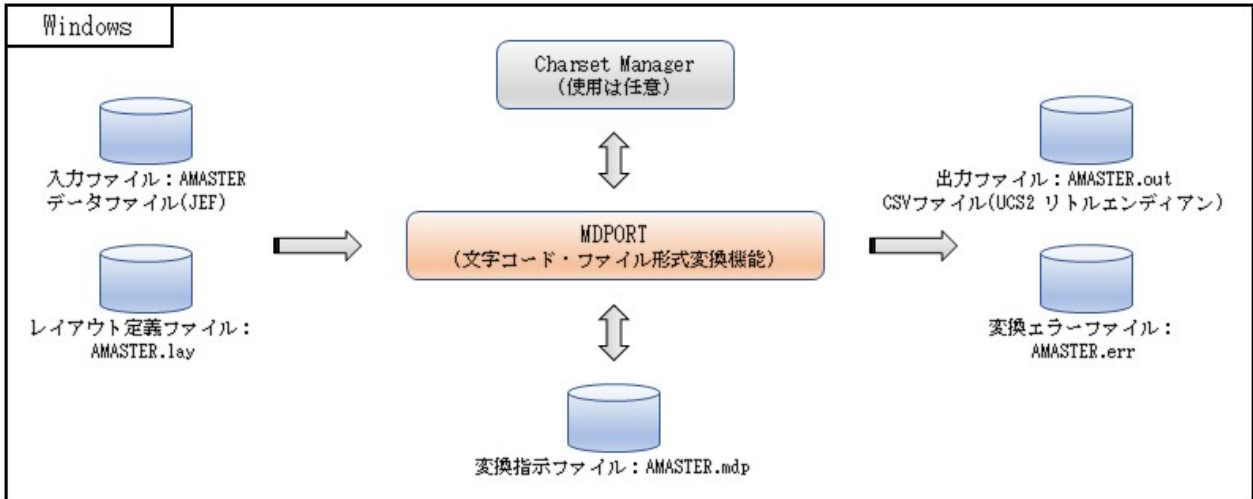 Windows
Charset Manager
(使用は任意)
入力ファイル：AMASTER
データファイル(JEF)
レイアウト定義ファイル：
AMASTER.lay
MDPORT
(文字コード・ファイル形式変換機能)
変換指示ファイル：AMASTER.mdp
出力ファイル：AMASTER.out
CSVファイル(UCS2 リトルエンディアン)
変換エラーファイル：
AMASTER.err